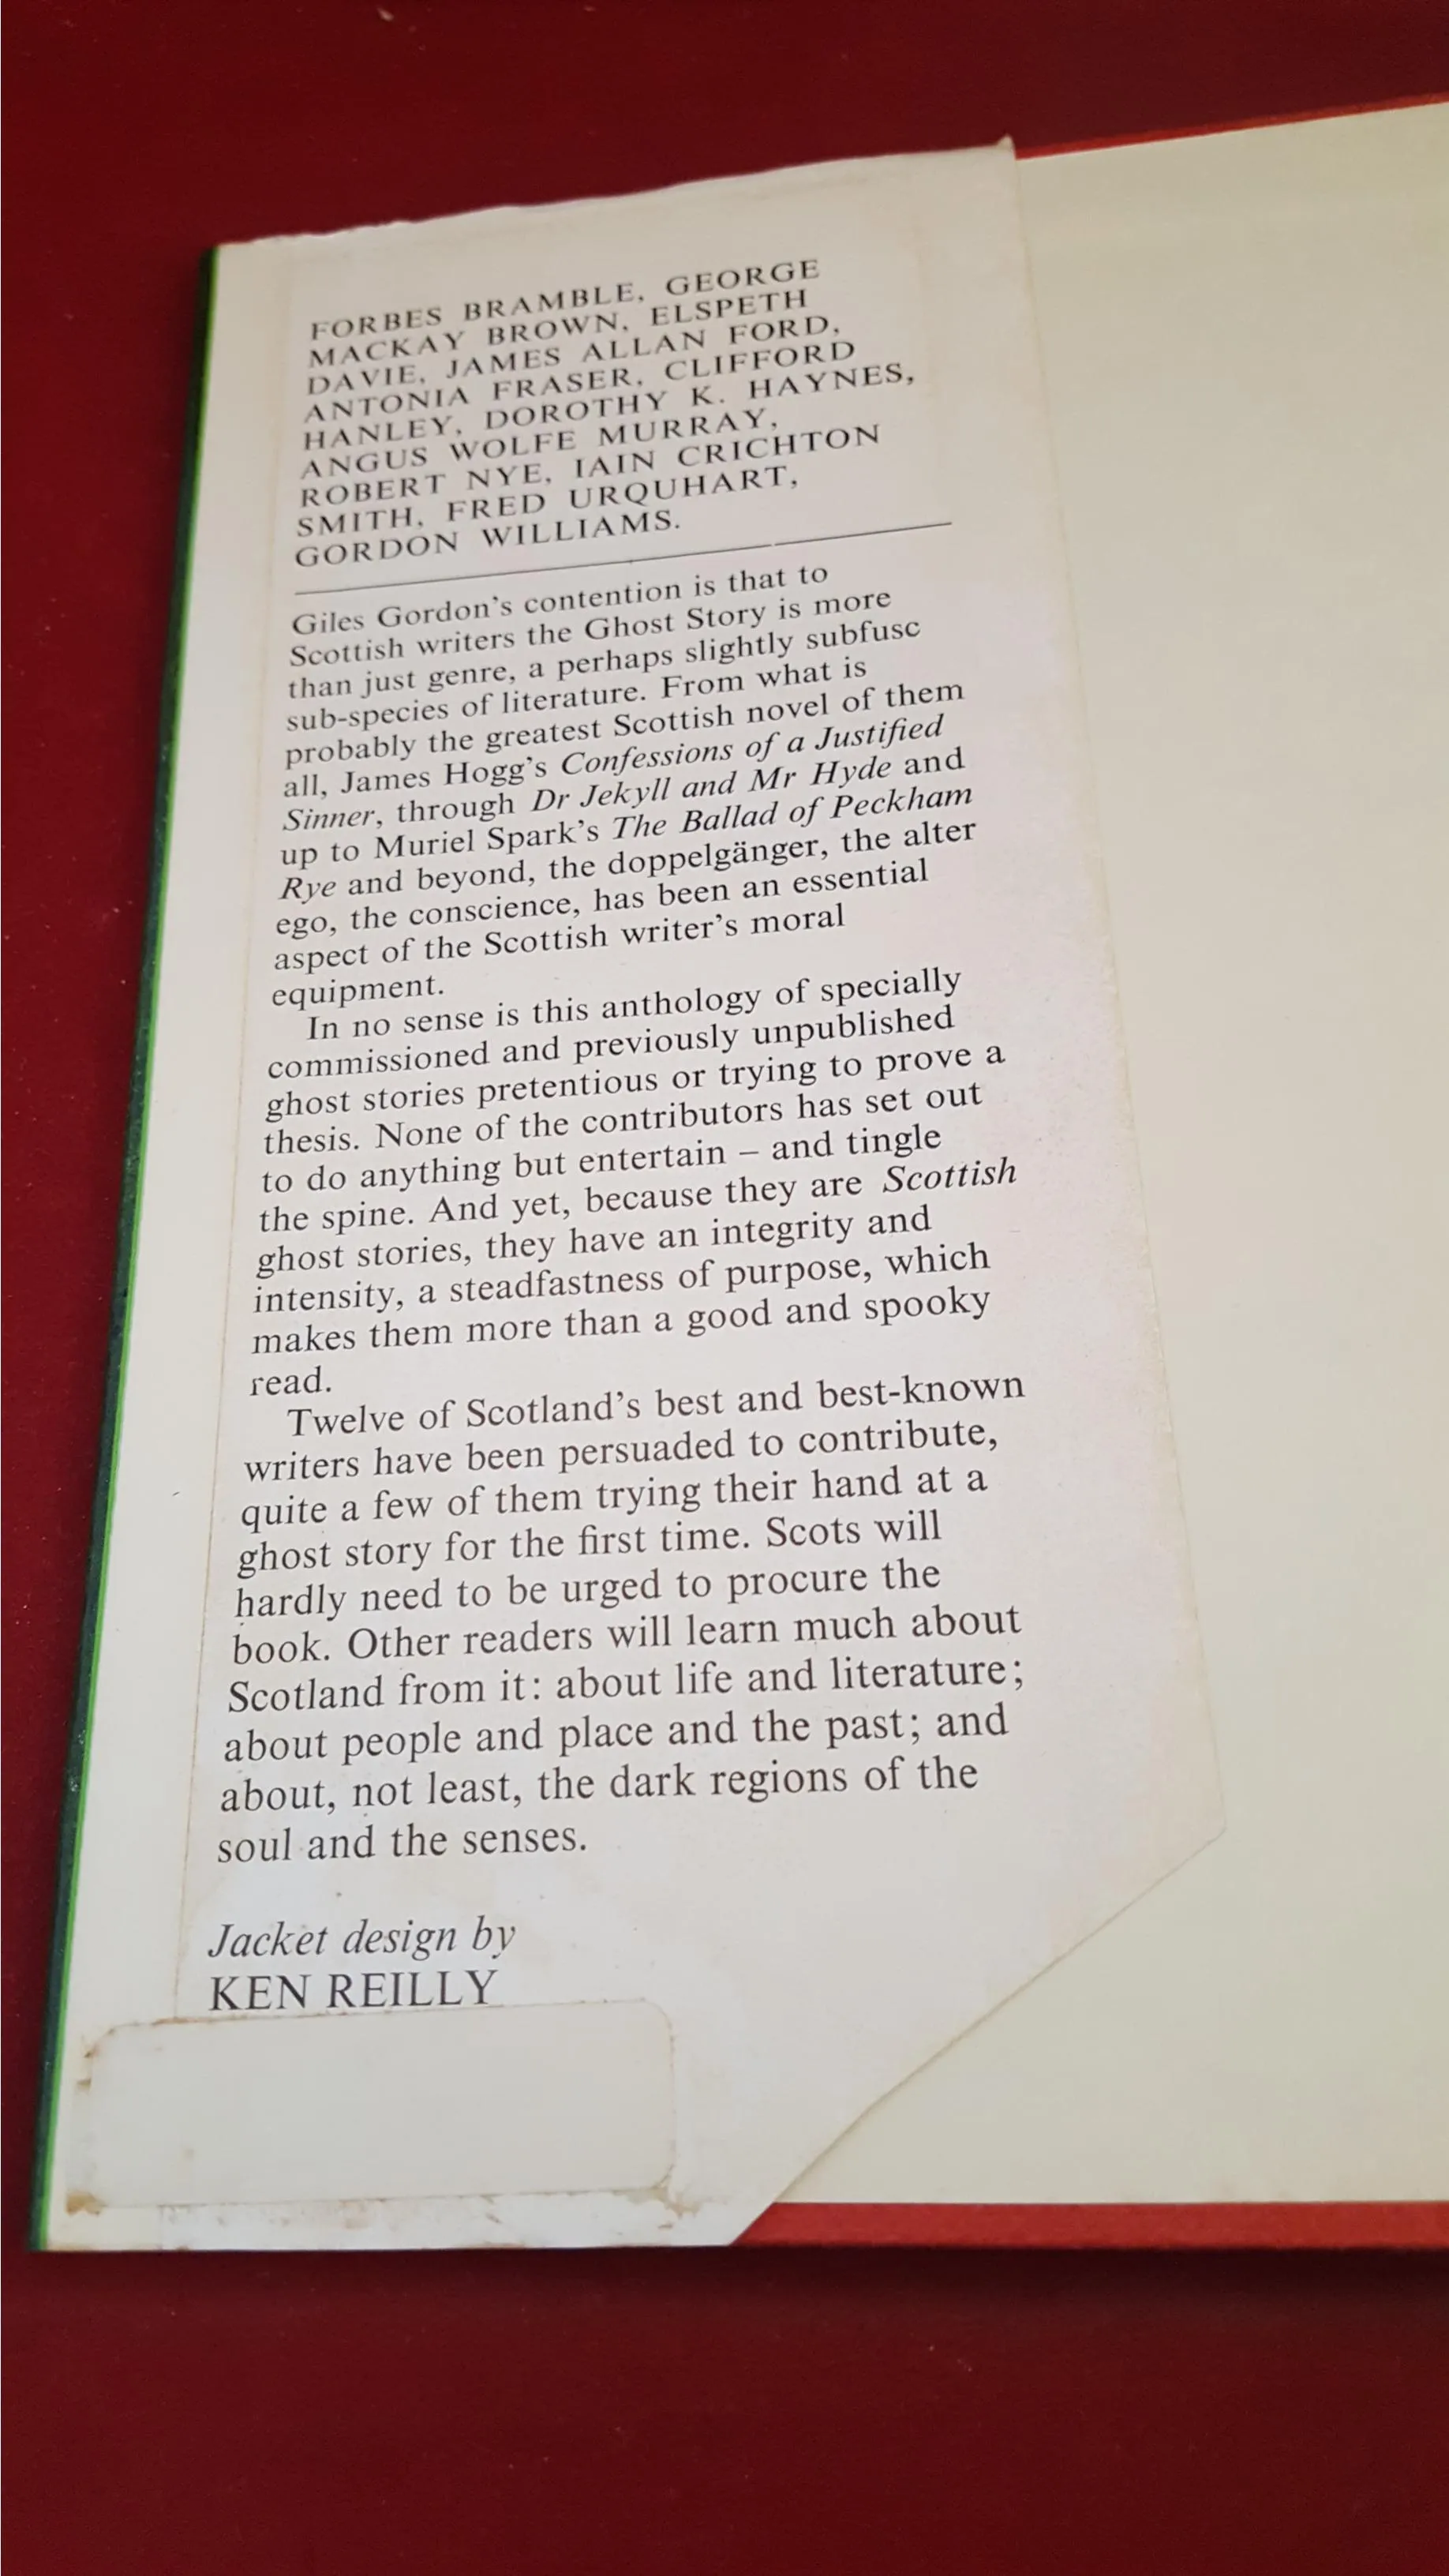 FORBES BRAMBLE, GEORGE
MACKAY BROWN, ELSPETH
DAVIE, JAMES ALLAN FORD,
ANTONIA FRASER, CLIFFORD
HANLEY, DOROTHY K. HAYNES,
ANGUS WOLFE MURRAY,
ROBERT NYE, IAIN CRICHTON
SMITH, FRED URQUHART,
GORDON WILLIAMS.
Giles Gordon's contention is that to
Scottish writers the Ghost Story is more
than just genre, a perhaps slightly subfusc
sub-species of literature. From what is
probably the greatest Scottish novel of them
all, James Hogg's Confessions of a Justified
Sinner, through Dr Jekyll and Mr Hyde and
up to Muriel Spark's The Ballad of Peckham
Rye and beyond, the doppelgänger, the alter
ego, the conscience, has been an essential
aspect of the Scottish writer's moral
equipment.
In no sense is this anthology of specially
commissioned and previously unpublished
ghost stories pretentious or trying to prove a
thesis. None of the contributors has set out
to do anything but entertain – and tingle
the spine. And yet, because they are Scottish
ghost stories, they have an integrity and
intensity, a steadfastness of purpose, which
makes them more than a good and spooky
read.
Twelve of Scotland's best and best-known
writers have been persuaded to contribute,
quite a few of them trying their hand at a
ghost story for the first time. Scots will
hardly need to be urged to procure the
book. Other readers will learn much about
Scotland from it: about life and literature;
about people and place and the past; and
about, not least, the dark regions of the
soul and the senses.
Jacket design by
KEN REILLY